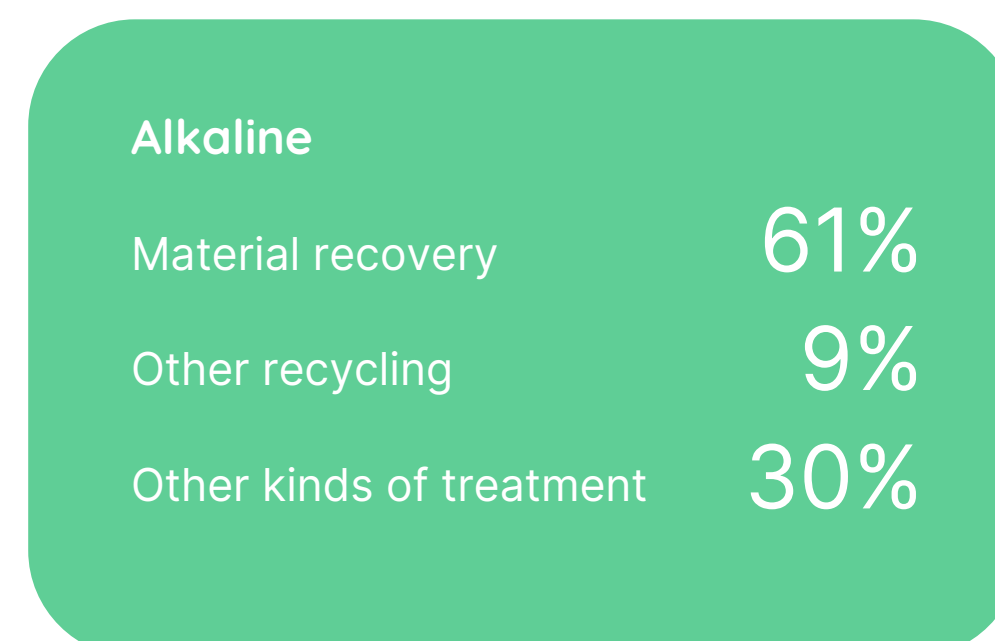 Alkaline
Material recovery 61%
Other recycling 9%
Other kinds of treatment 30%